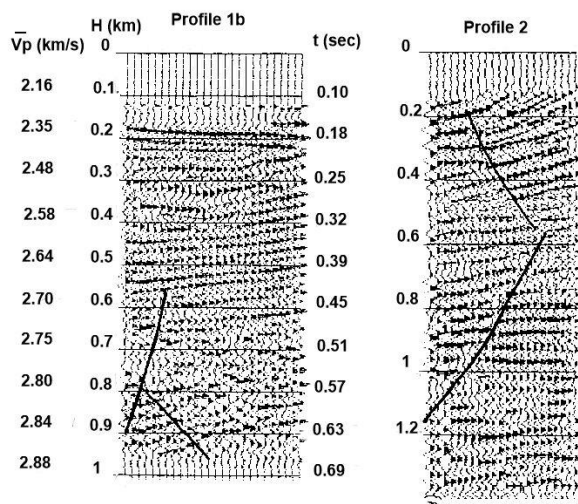 Profile 1b
Profile 2
V̅p (km/s) H (km) t (sec)
0 0
2.16 0.1 0.10
2.35 0.2 0.18 0.2
2.48 0.3 0.25
2.58 0.4 0.32 0.4
2.64 0.5 0.39
2.70 0.6 0.45 0.6
2.75 0.7 0.51 0.8
2.80 0.8 0.57 1
2.84 0.9 0.63 1.2
2.88 1 0.69